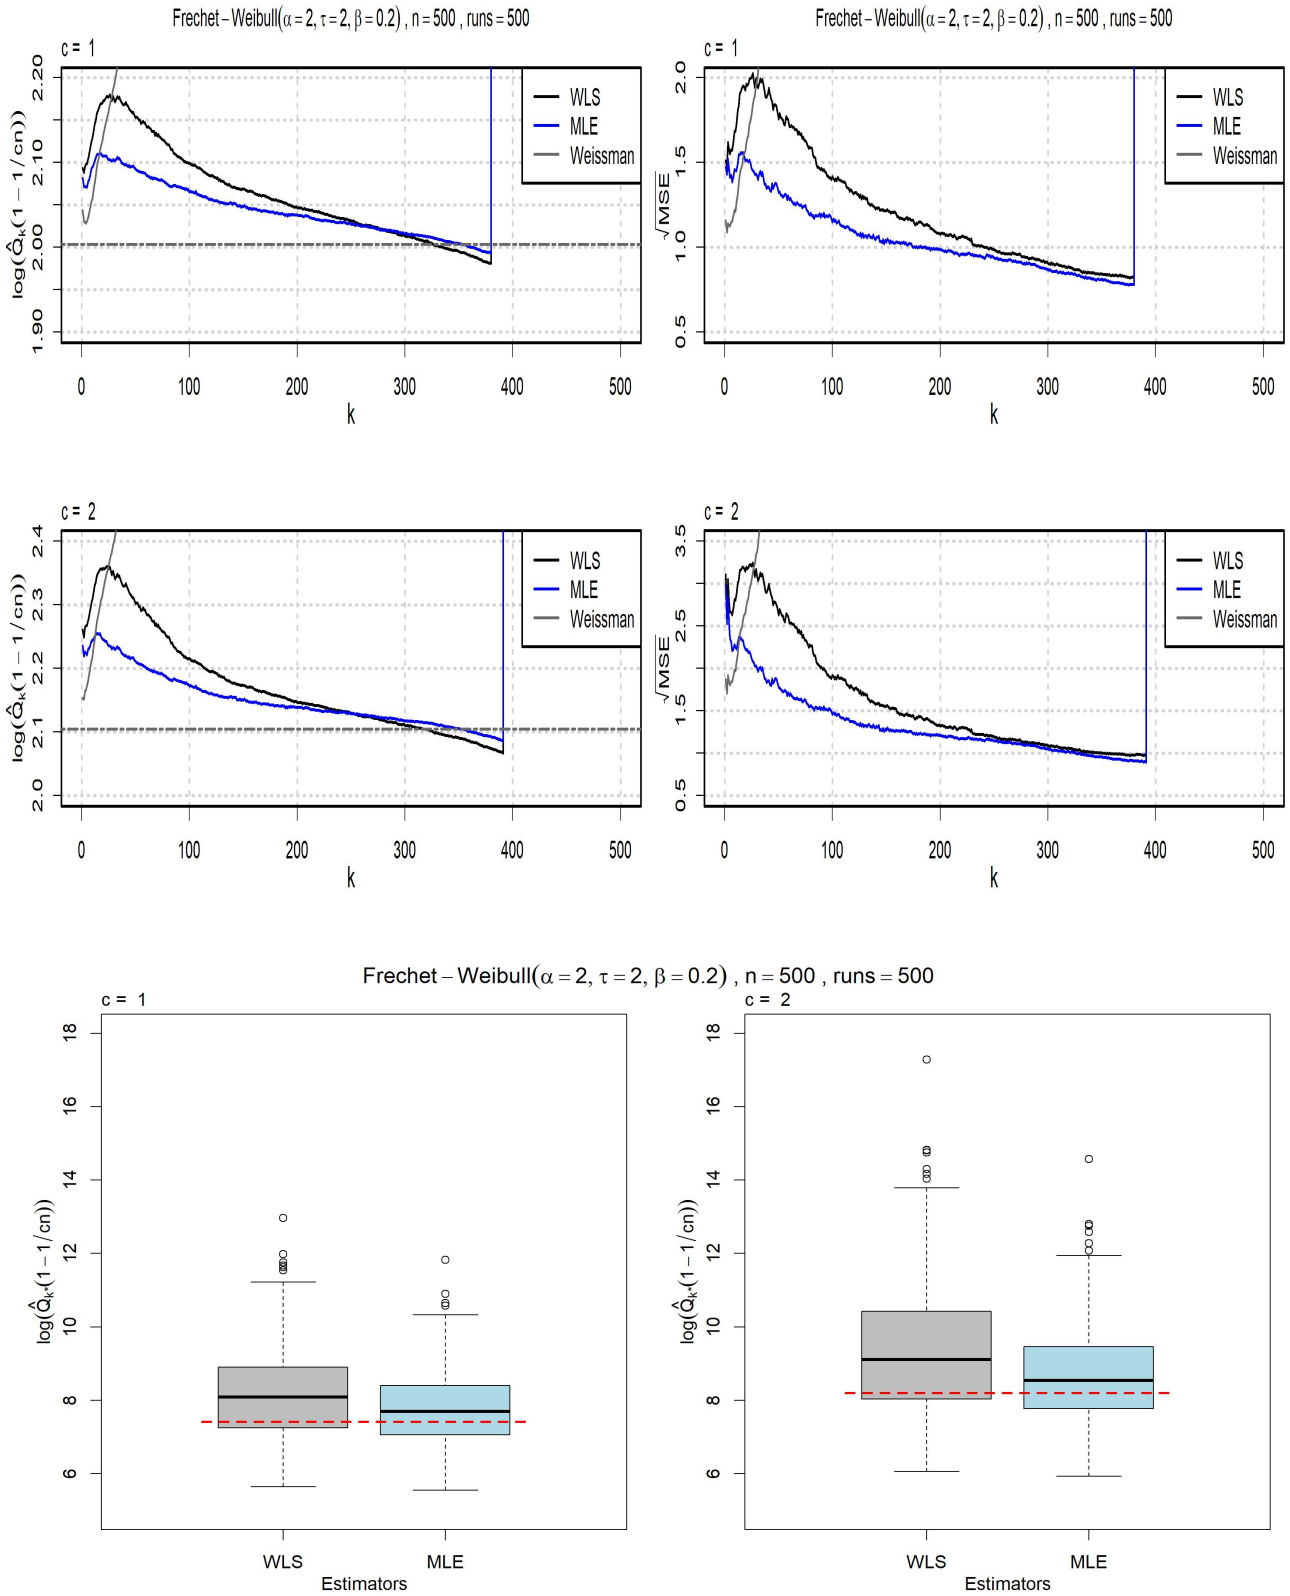 Frechet − Weibull(α = 2, τ = 2, β = 0.2) , n = 500 , runs = 500
c = 1
log(Q̂k(1 − 1/cn))
1.90 2.00 2.10 2.20
WLS
MLE
Weissman
0 100 200 300 400 500
k
Frechet − Weibull(α = 2, τ = 2, β = 0.2) , n = 500 , runs = 500
c = 1
√MSE
0.5 1.0 1.5 2.0
WLS
MLE
Weissman
0 100 200 300 400 500
k
c = 2
log(Q̂k(1 − 1/cn))
2.0 2.1 2.2 2.3 2.4
WLS
MLE
Weissman
0 100 200 300 400 500
k
c = 2
√MSE
0.5 1.5 2.5 3.5
WLS
MLE
Weissman
0 100 200 300 400 500
k
Frechet − Weibull(α = 2, τ = 2, β = 0.2) , n = 500 , runs = 500
c = 1
log(Q̂k*(1 − 1/cn))
6 8 10 12 14 16 18
WLS MLE
Estimators
c = 2
log(Q̂k*(1 − 1/cn))
6 8 10 12 14 16 18
WLS MLE
Estimators